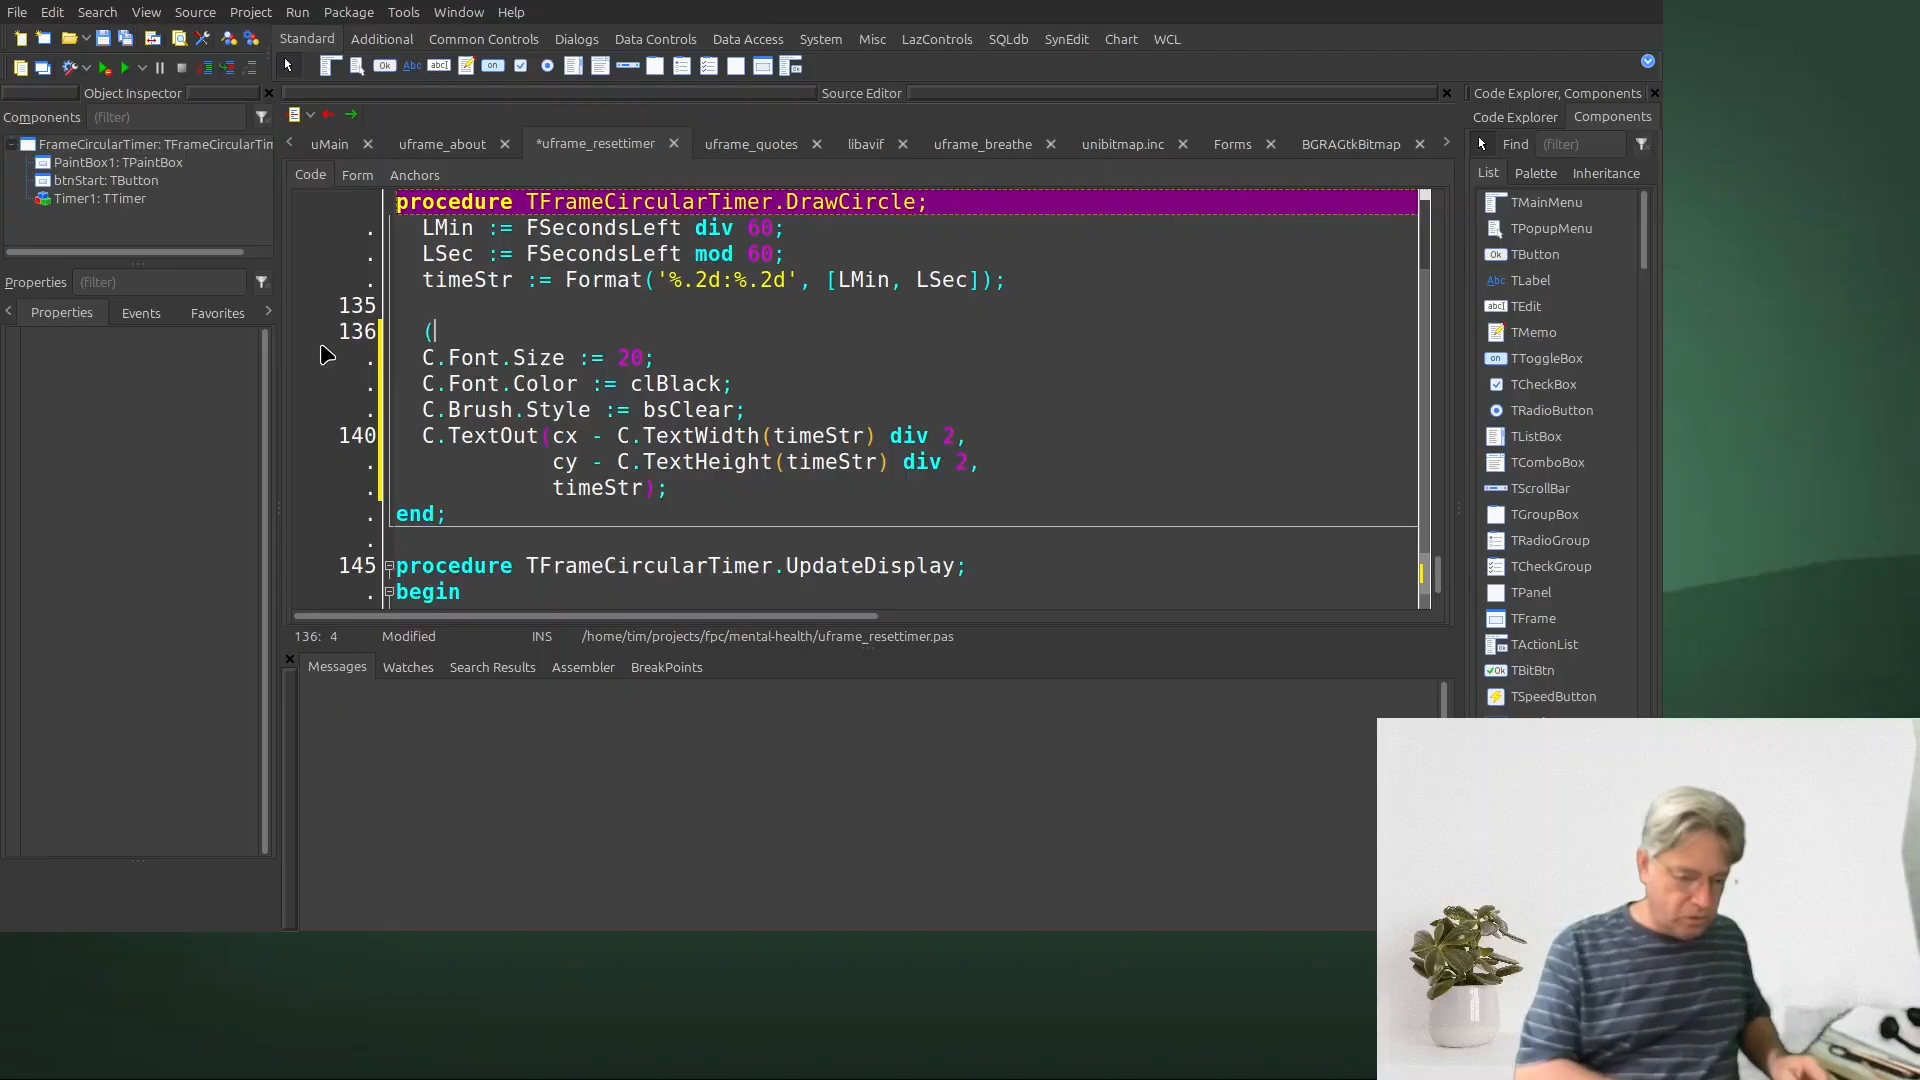 File Edit Search View Source Project Run Package Tools Window Help
Standard Additional Common Controls Dialogs Data Controls Data Access System Misc LazControls SQLdb SynEdit Chart WCL
Object Inspector
Source Editor
Code Explorer, Components
Components (filter)
Code Explorer Components
FrameCircularTimer: TFrameCircularTim
PaintBox1: TPaintBox
btnStart: TButton
Timer1: TTimer
Properties (filter)
Properties Events Favorites
uMain uframe_about *uframe_resettimer uframe_quotes libavif uframe_breathe unibitmap.inc Forms BGRAGtkBitmap
Code Form Anchors
procedure TFrameCircularTimer.DrawCircle;
. LMin := FSecondsLeft div 60;
. LSec := FSecondsLeft mod 60;
. timeStr := Format('%.2d:%.2d', [LMin, LSec]);
135
136 (
. C.Font.Size := 20;
. C.Font.Color := clBlack;
. C.Brush.Style := bsClear;
140 C.TextOut(cx - C.TextWidth(timeStr) div 2,
. cy - C.TextHeight(timeStr) div 2,
. timeStr);
. end;
.
145 procedure TFrameCircularTimer.UpdateDisplay;
. begin
136: 4 Modified INS /home/tim/projects/fpc/mental-health/uframe_resettimer.pas
Messages Watches Search Results Assembler BreakPoints
Find (filter)
List Palette Inheritance
TMainMenu
TPopupMenu
Ok TButton
Abc TLabel
abcI TEdit
TMemo
on TToggleBox
TCheckBox
TRadioButton
TListBox
TComboBox
TScrollBar
TGroupBox
TRadioGroup
TCheckGroup
TPanel
TFrame
TActionList
Ok TBitBtn
TSpeedButton